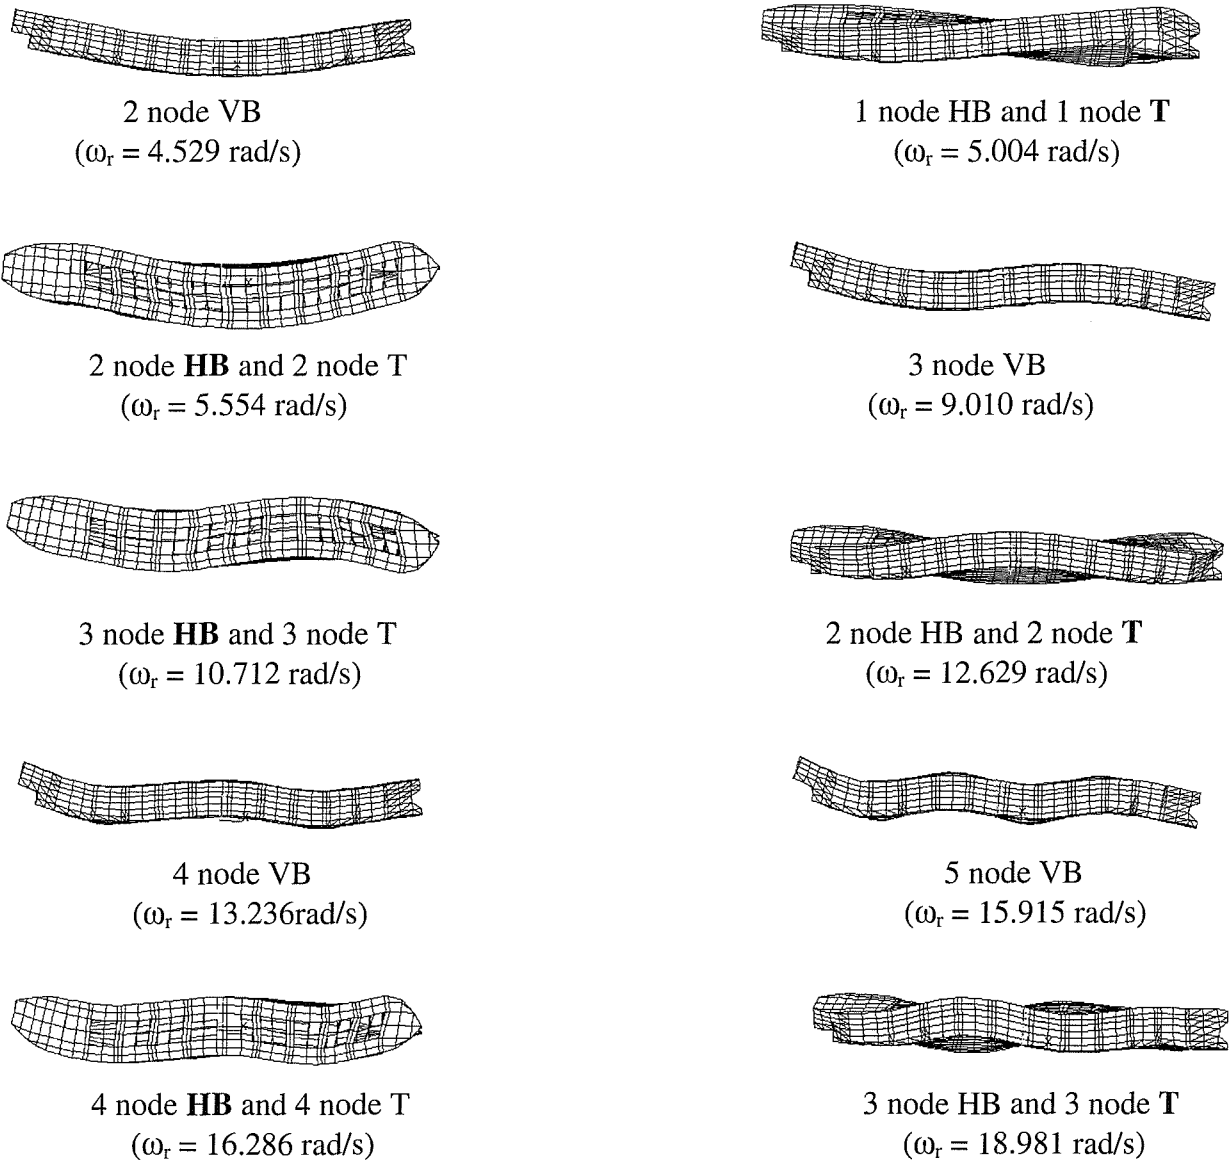 2 node VB
(ωr = 4.529 rad/s)
1 node HB and 1 node T
(ωr = 5.004 rad/s)
2 node HB and 2 node T
(ωr = 5.554 rad/s)
3 node VB
(ωr = 9.010 rad/s)
3 node HB and 3 node T
(ωr = 10.712 rad/s)
2 node HB and 2 node T
(ωr = 12.629 rad/s)
4 node VB
(ωr = 13.236rad/s)
5 node VB
(ωr = 15.915 rad/s)
4 node HB and 4 node T
(ωr = 16.286 rad/s)
3 node HB and 3 node T
(ωr = 18.981 rad/s)